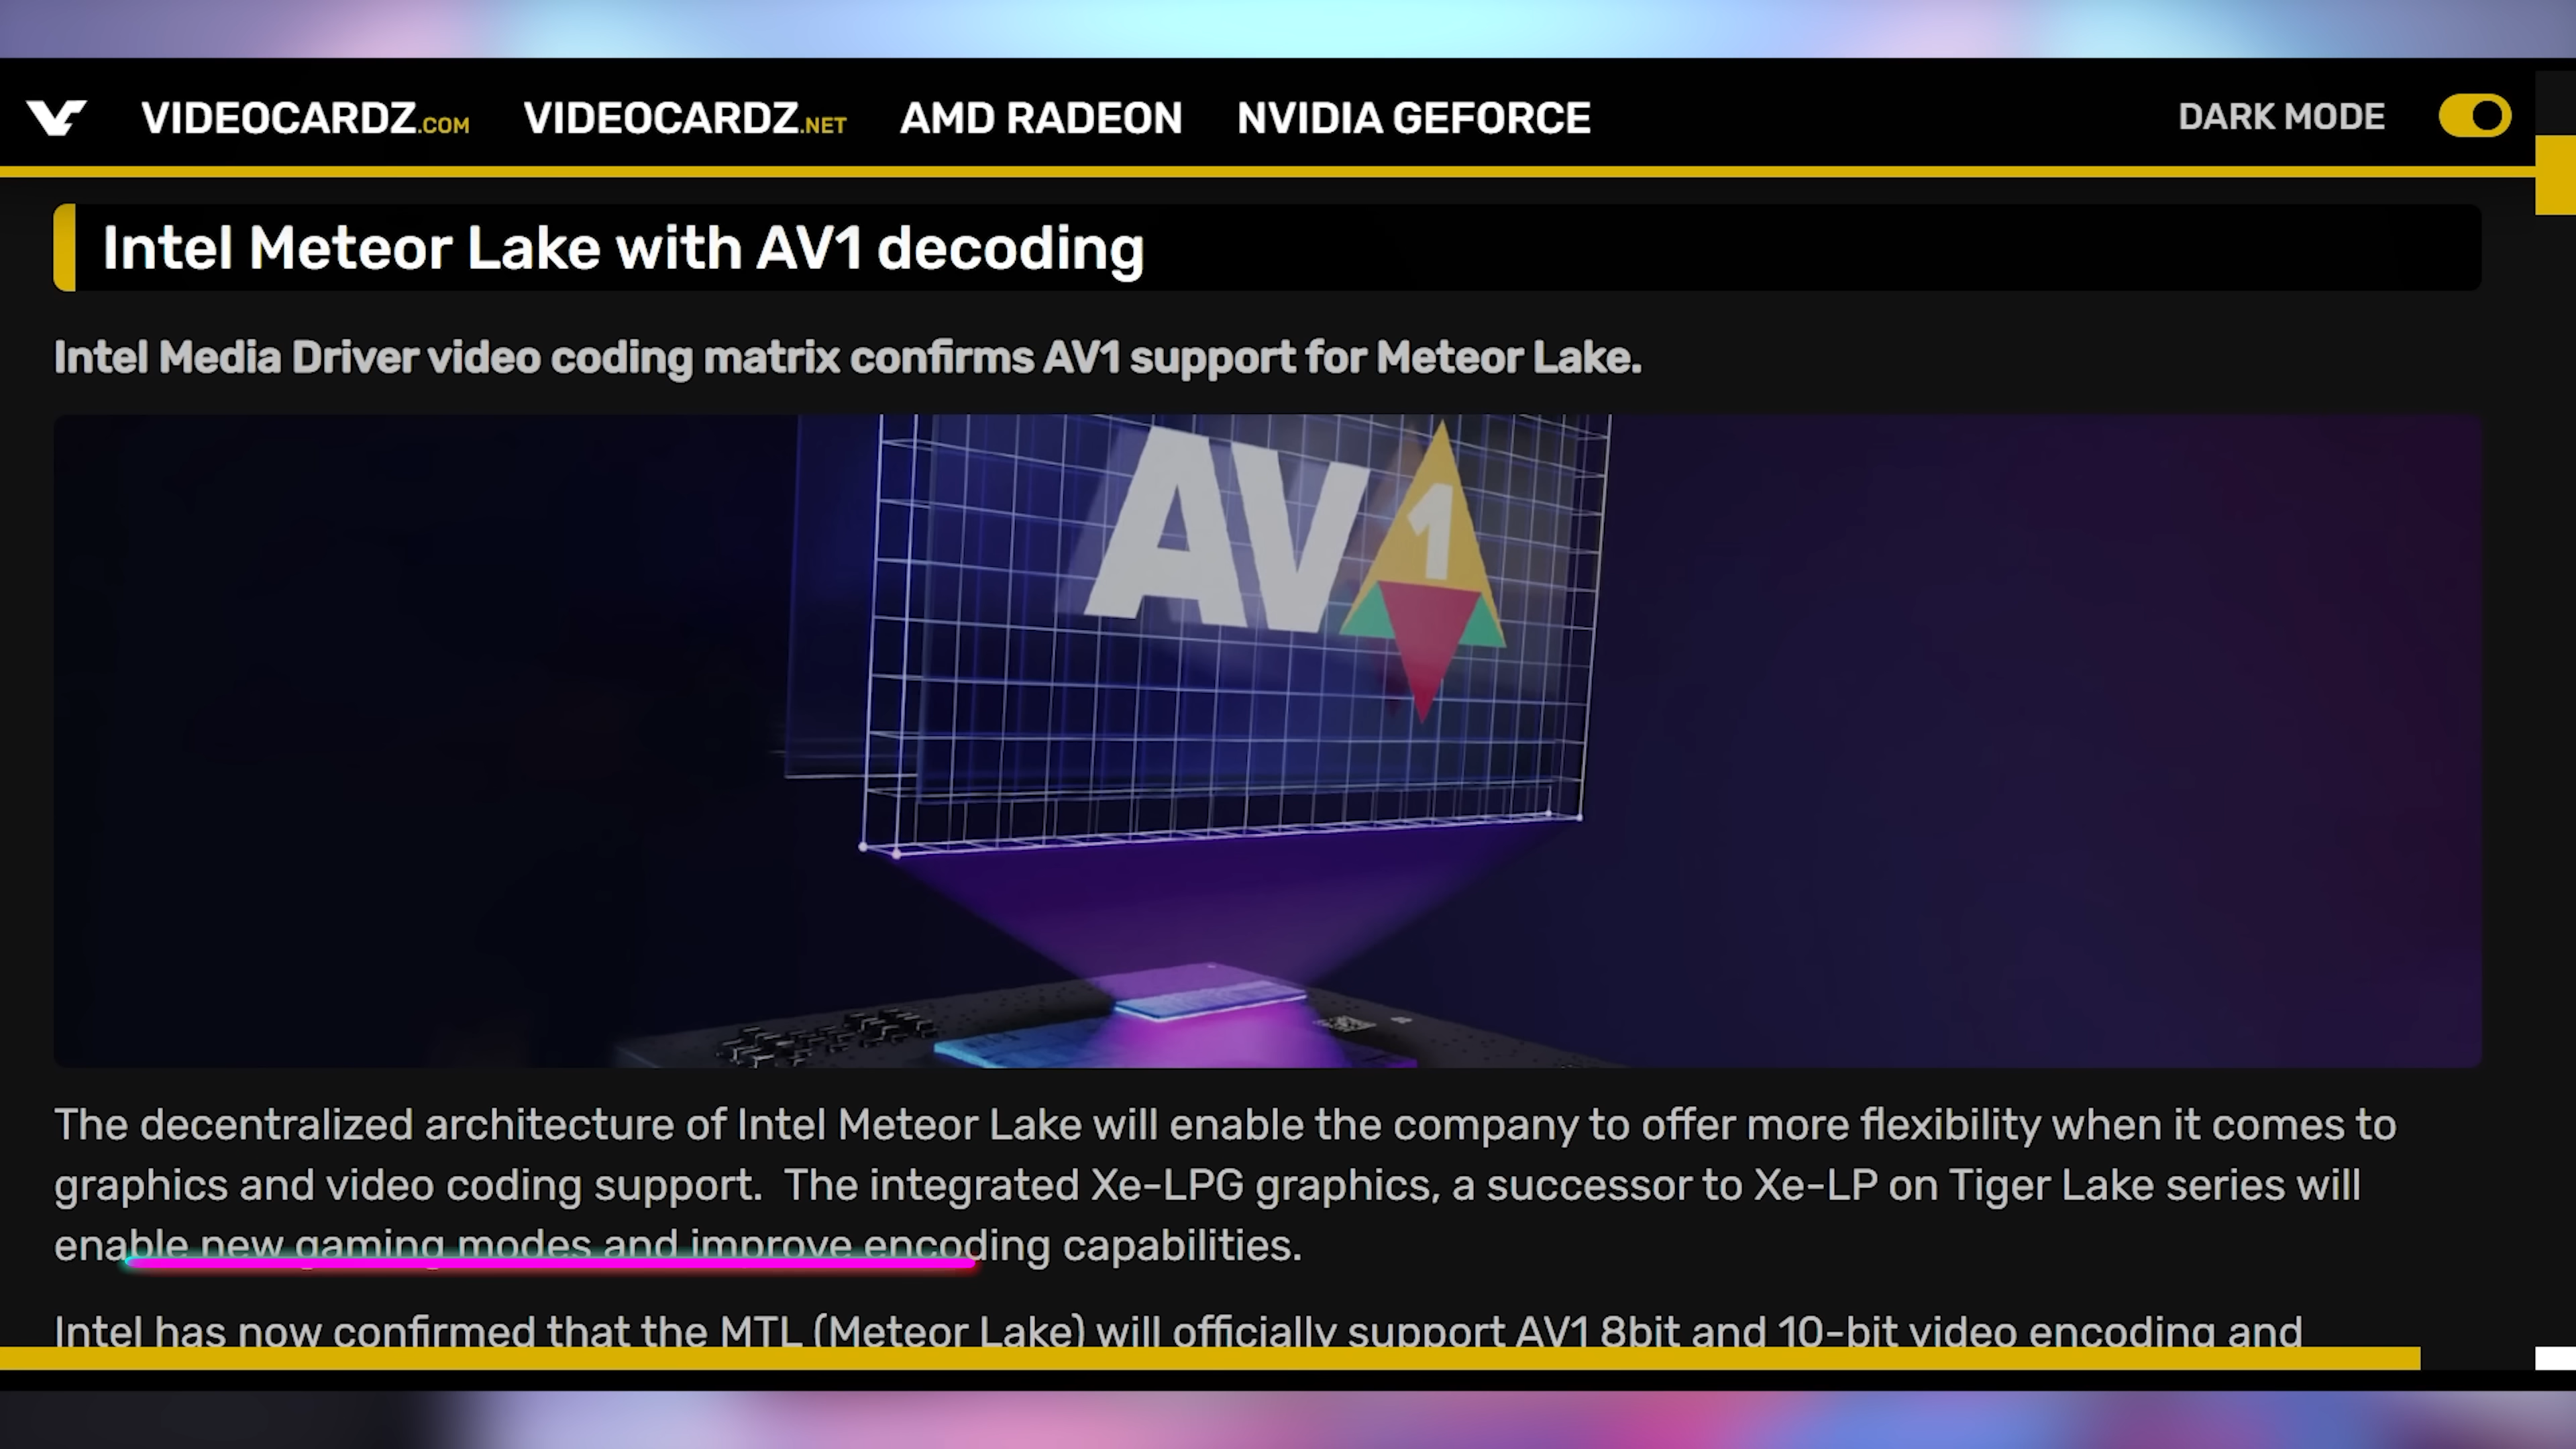 VIDEOCARDZ.COM VIDEOCARDZ.NET AMD RADEON NVIDIA GEFORCE DARK MODE
Intel Meteor Lake with AV1 decoding
Intel Media Driver video coding matrix confirms AV1 support for Meteor Lake.
AV1
The decentralized architecture of Intel Meteor Lake will enable the company to offer more flexibility when it comes to
graphics and video coding support. The integrated Xe-LPG graphics, a successor to Xe-LP on Tiger Lake series will
enable new gaming modes and improve encoding capabilities.
Intel has now confirmed that the MTL (Meteor Lake) will officially support AV1 8bit and 10-bit video encoding and